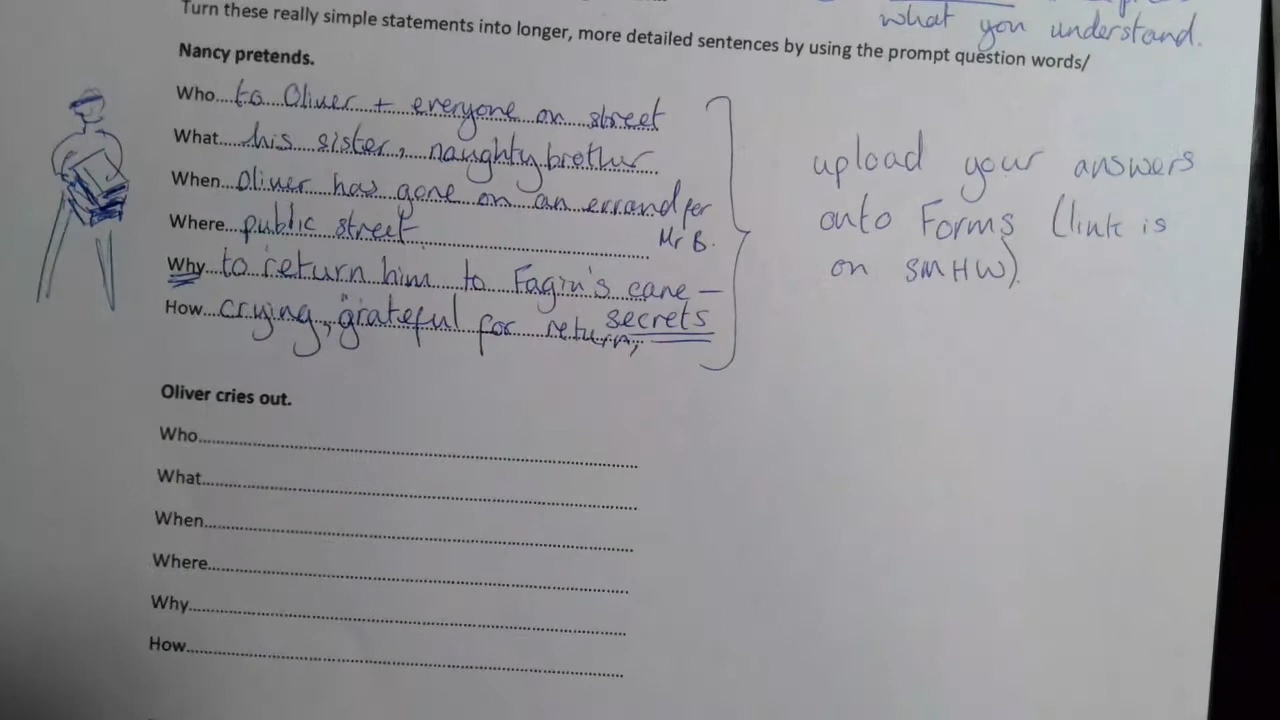 what you understand.
Turn these really simple statements into longer, more detailed sentences by using the prompt question words/
Nancy pretends.
Who...to Oliver + everyone on street
What...his sister, naughty brother
When...Oliver has gone on an errand for Mr B.
Where...public street
Why...to return him to Fagin's cane –
secrets
How...crying, grateful for return,
upload your answers
onto Forms (link is
on SMHW).
Oliver cries out.
Who
What
When
Where
Why
How